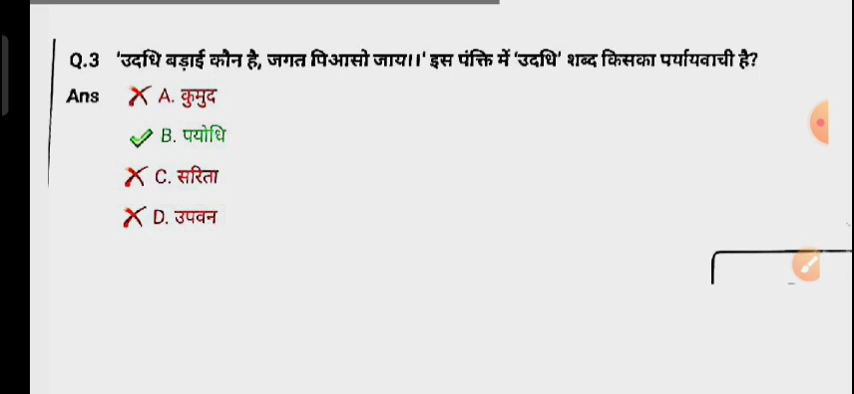 Q.3 'उदधि बड़ाई कौन है, जगत पिआसो जाय।।' इस पंक्ति में 'उदधि' शब्द किसका पर्यायवाची है?
Ans A. कुमुद
B. पयोधि
C. सरिता
D. उपवन